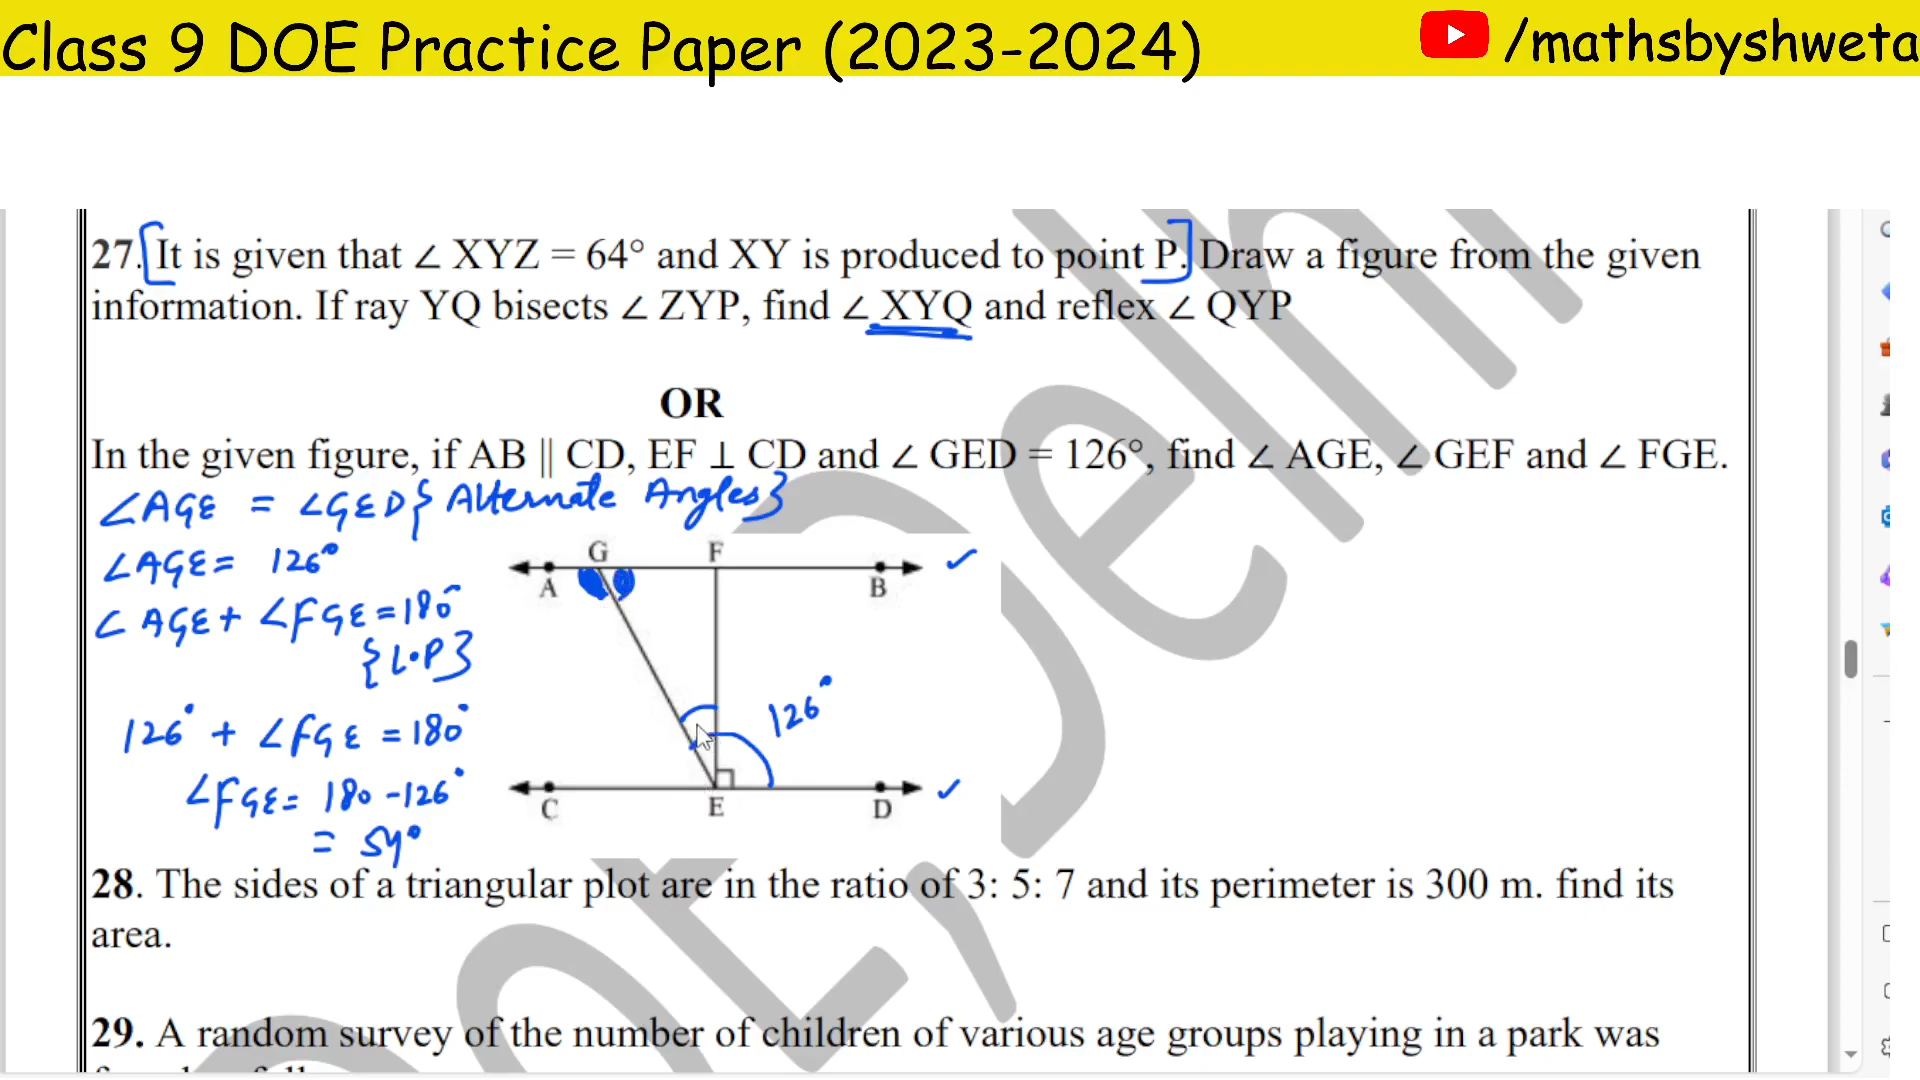 Class 9 DOE Practice Paper (2023-2024)
/mathsbyshweta
27. It is given that ∠ XYZ = 64° and XY is produced to point P. Draw a figure from the given
information. If ray YQ bisects ∠ ZYP, find ∠ XYQ and reflex ∠ QYP
OR
In the given figure, if AB || CD, EF ⊥ CD and ∠ GED = 126°, find ∠ AGE, ∠ GEF and ∠ FGE.
∠AGE = ∠GED { Alternate Angles }
∠AGE = 126°
∠AGE + ∠FGE = 180°
{L.P}
126° + ∠FGE = 180°
∠FGE = 180 - 126°
= 54°
G F
A B
126°
C E D
28. The sides of a triangular plot are in the ratio of 3: 5: 7 and its perimeter is 300 m. find its
area.
29. A random survey of the number of children of various age groups playing in a park was